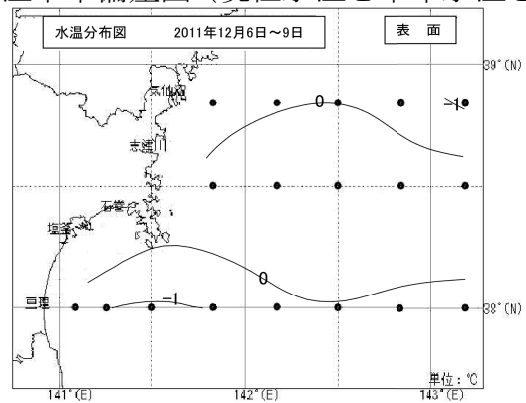 水温分布図 2011年12月6日～9日
表 面
39°(N)
気仙沼
0
志津川
石巻
塩釜
0
亘理
-1
38°(N)
単位：℃
141°(E) 142°(E) 143°(E)